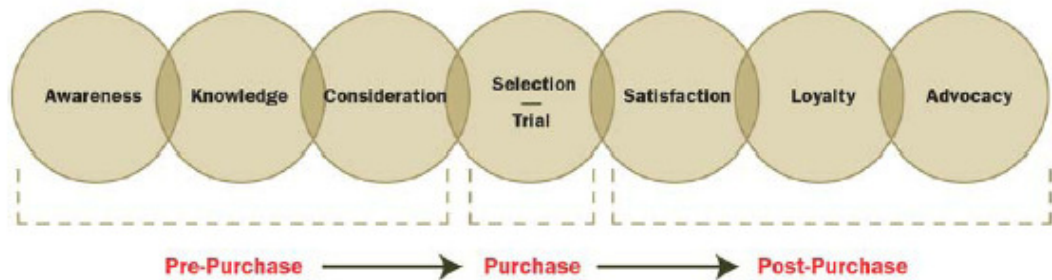 Awareness
Knowledge
Consideration
Selection
Trial
Satisfaction
Loyalty
Advocacy
Pre-Purchase
Purchase
Post-Purchase